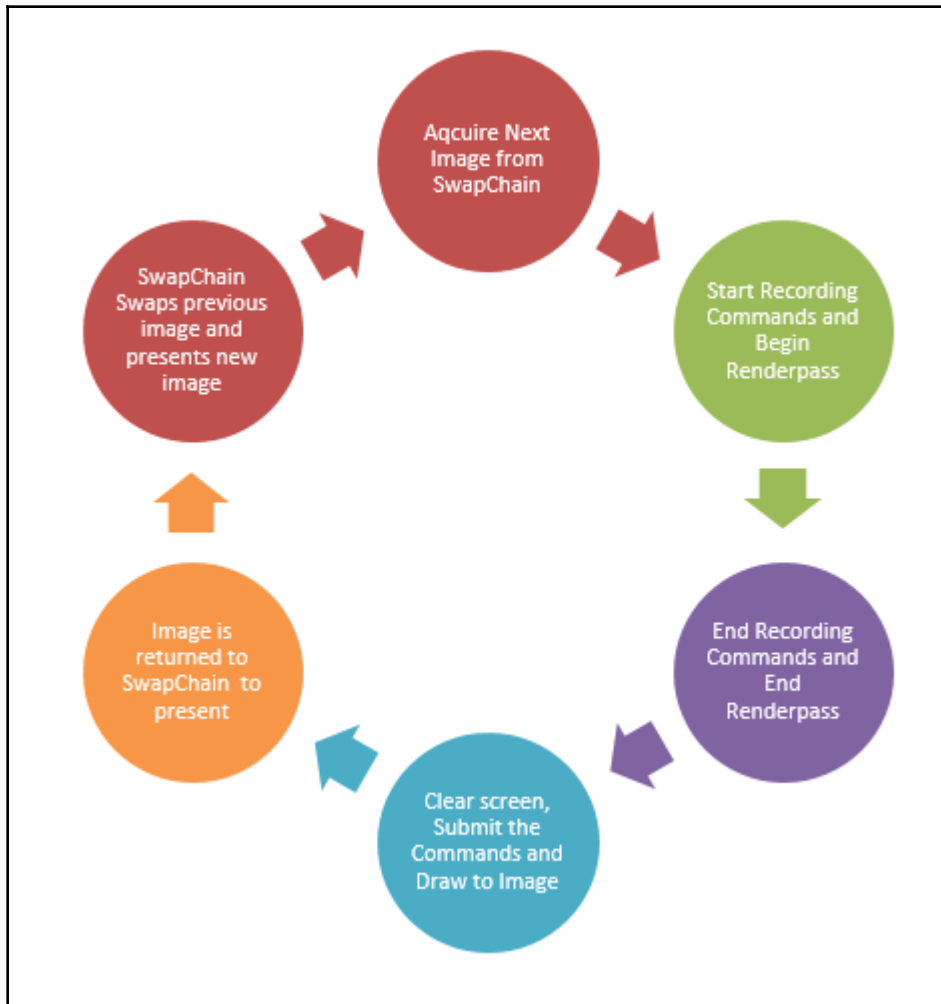 Aqcuire Next
Image from
SwapChain
Start Recording
Commands and
Begin
Renderpass
End Recording
Commands and
End
Renderpass
Clear screen,
Submit the
Commands and
Draw to Image
Image is
returned to
SwapChain to
present
SwapChain
Swaps previous
image and
presents new
image